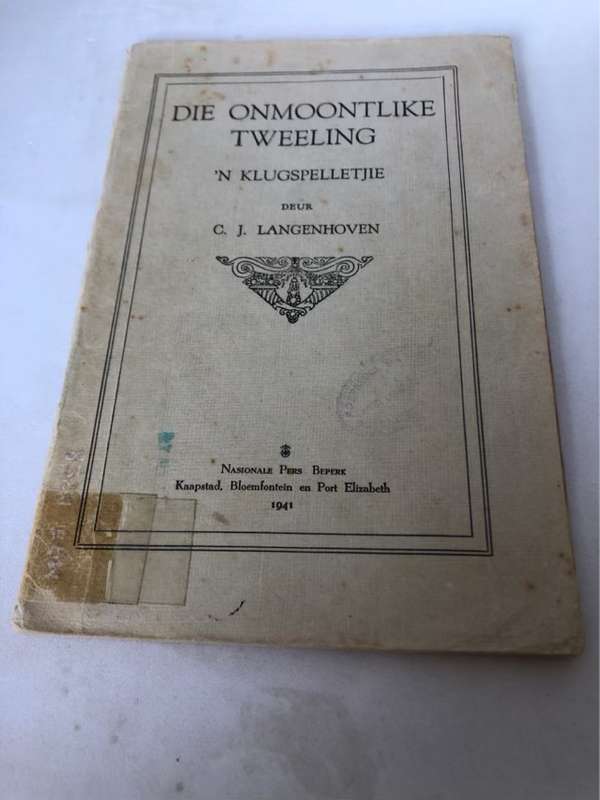 DIE ONMOONTLIKE
TWEELING
'N KLUGSPELLETJIE
DEUR
C. J. LANGENHOVEN
NASIONALE PERS BEPERK
Kaapstad, Bloemfontein en Port Elizabeth
1941